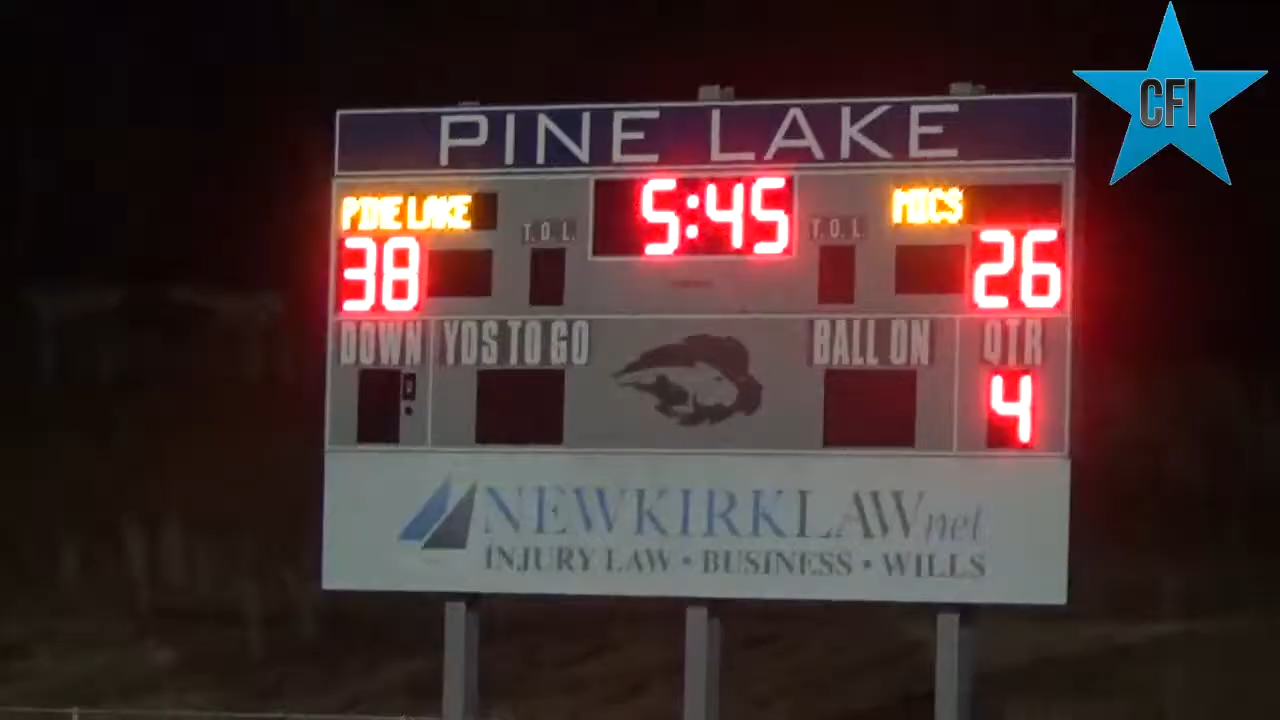 CFI
PINE LAKE
PINE LAKE
5:45
MICS
T.O.L.
T.O.L.
38
26
DOWN
YDS TO GO
BALL ON
QTR
4
NEWKIRKLAWnet
INJURY LAW • BUSINESS • WILLS